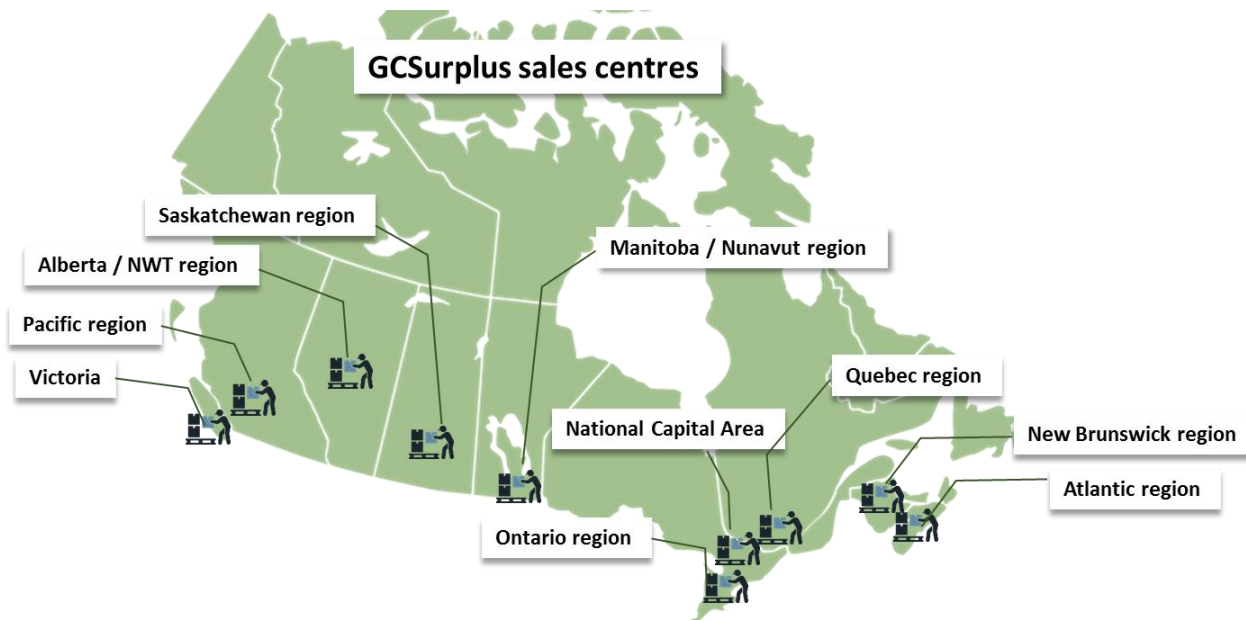 GCSurplus sales centres
Saskatchewan region
Manitoba / Nunavut region
Alberta / NWT region
Pacific region
Victoria
Quebec region
National Capital Area
New Brunswick region
Atlantic region
Ontario region